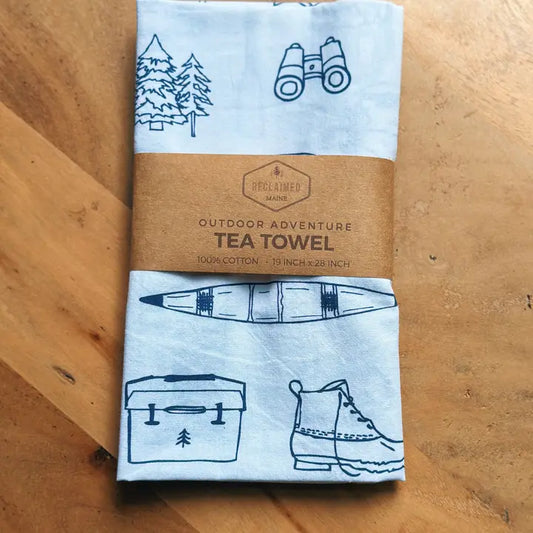 RECLAIMED
MAINE
OUTDOOR ADVENTURE
TEA TOWEL
100% COTTON - 19 INCH x 28 INCH